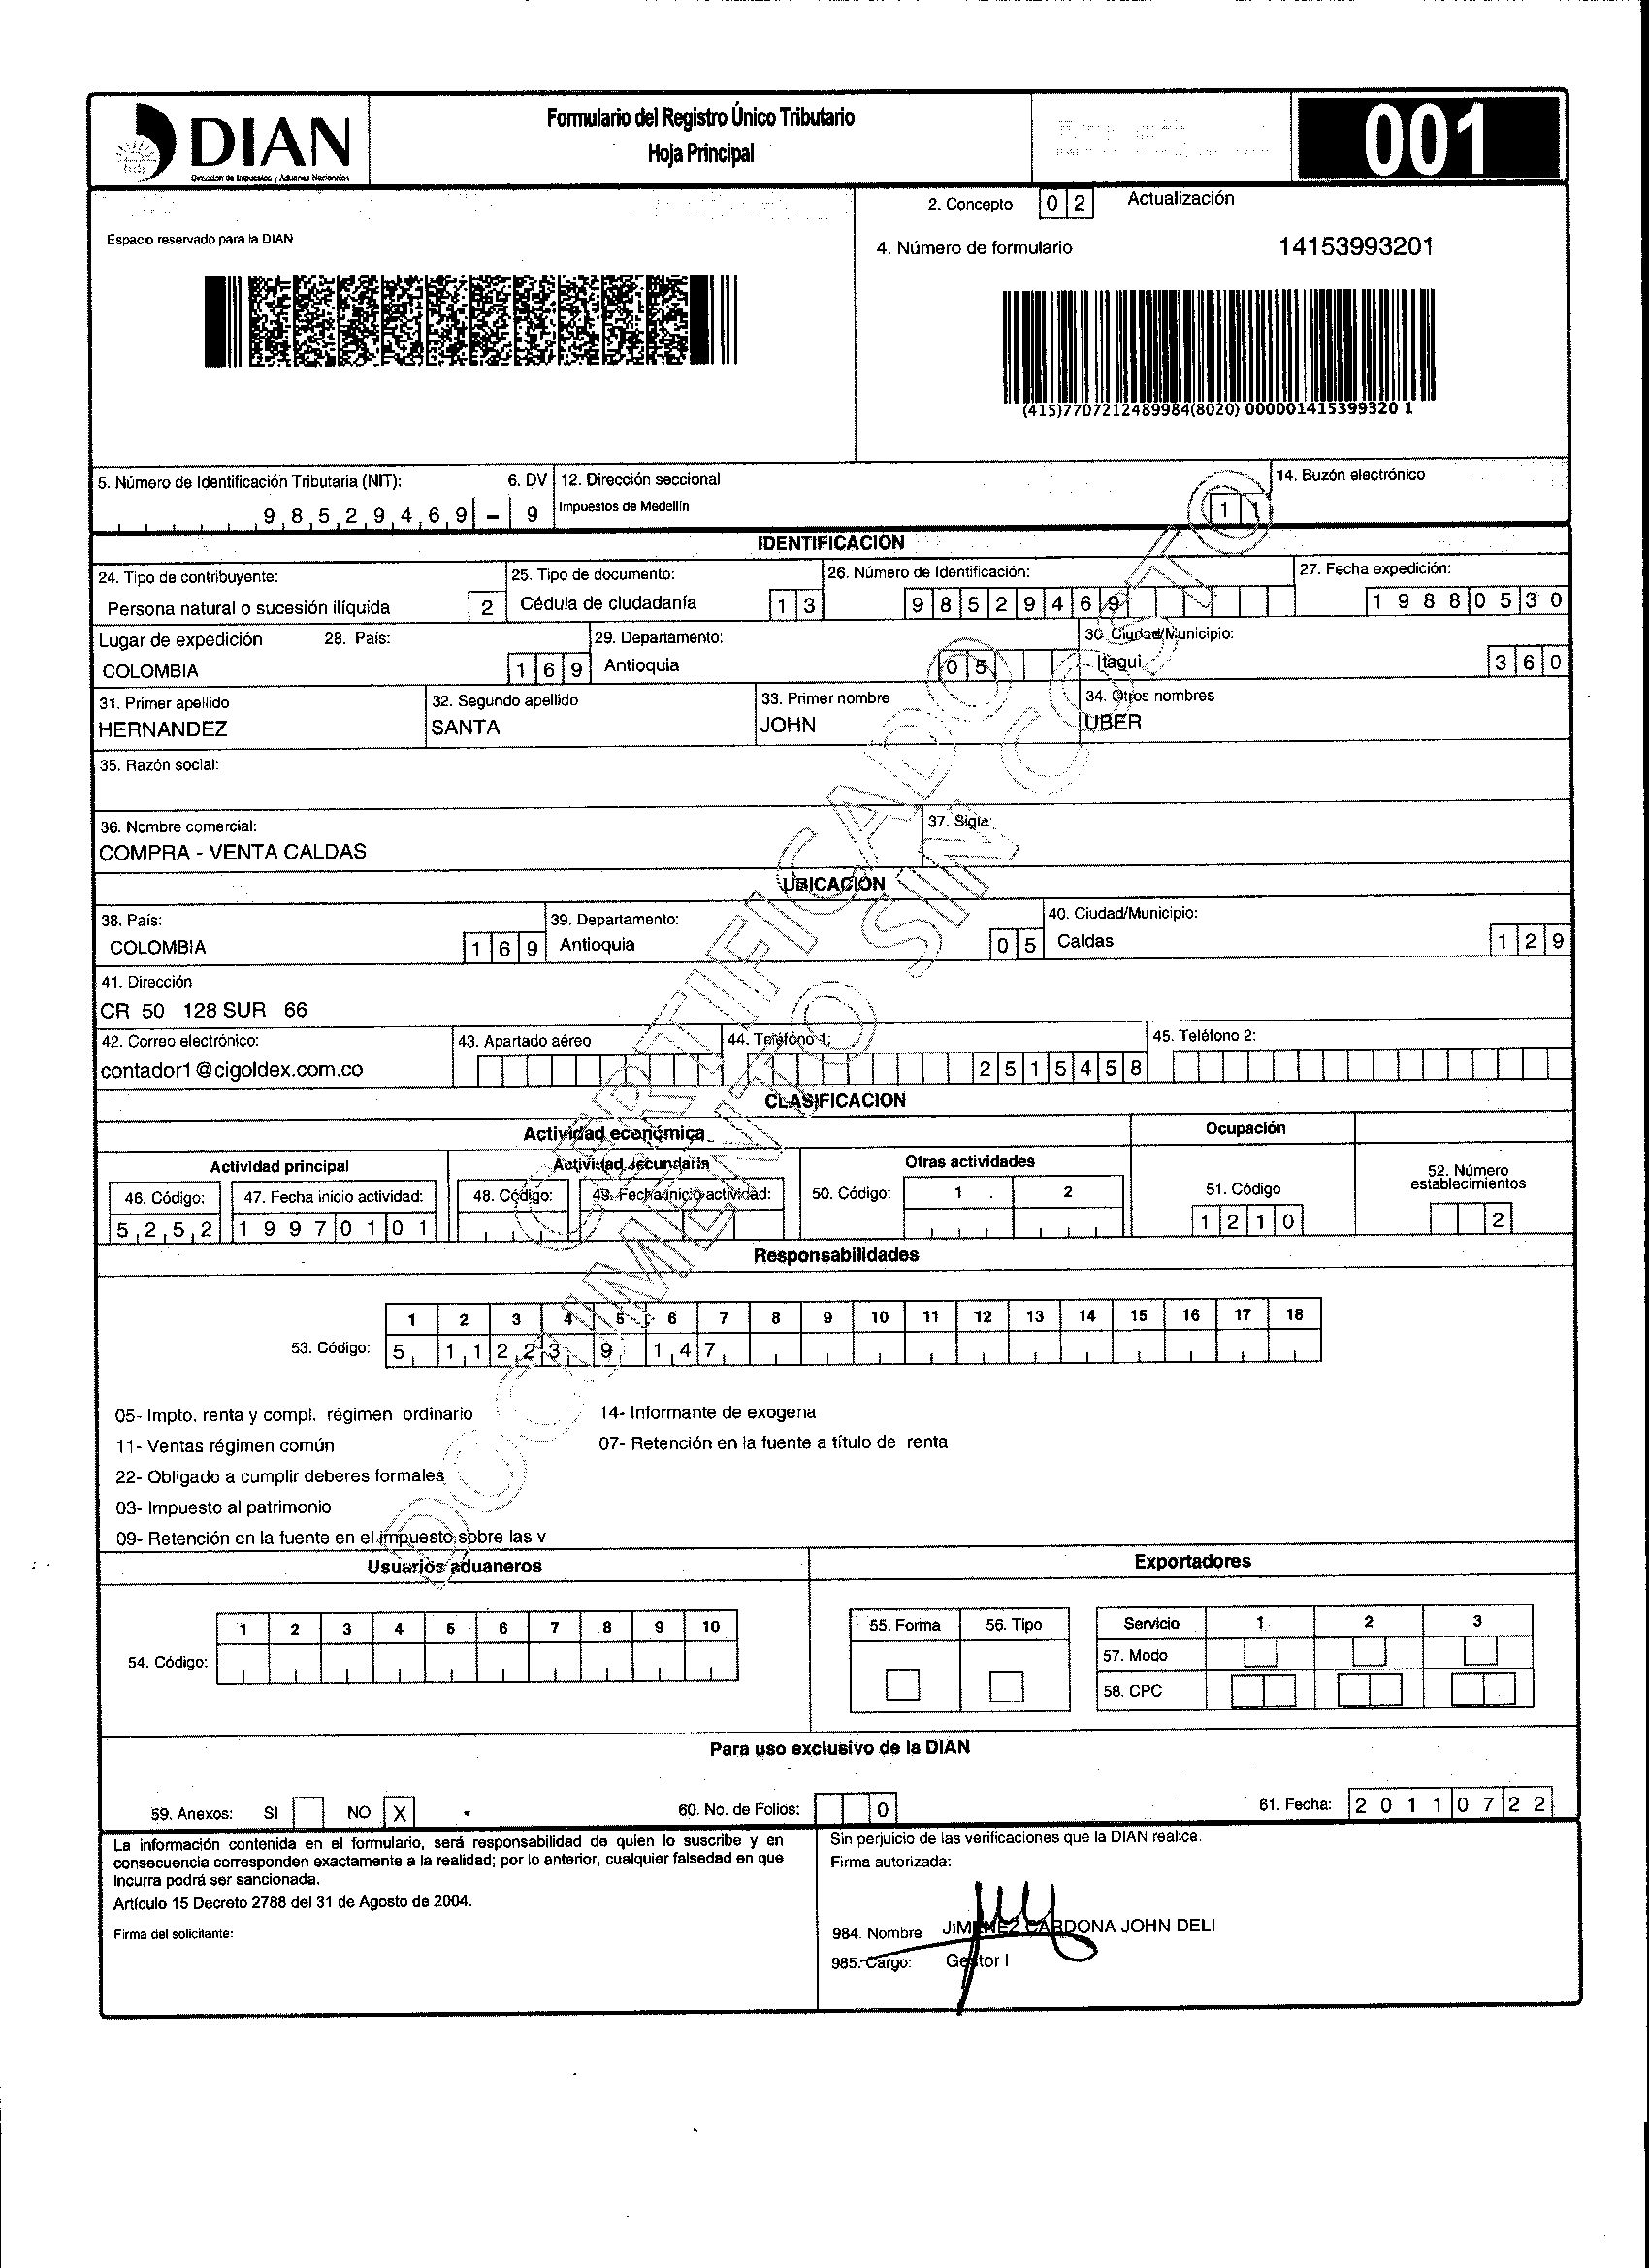 DIAN
Dirección de Impuestos y Aduanas Nacionales
Formulario del Registro Único Tributario
Hoja Principal
001
2. Concepto 0 2 Actualización
Espacio reservado para la DIAN
4. Número de formulario 14153993201
(415)7707212489984(8020) 000001415399320 1
5. Número de Identificación Tributaria (NIT): 6. DV 12. Dirección seccional 14. Buzón electrónico
9 8 5 2 9 4 6 9 - 9 Impuestos de Medellín 1 1
IDENTIFICACION
24. Tipo de contribuyente: 25. Tipo de documento: 26. Número de Identificación: 27. Fecha expedición:
Persona natural o sucesión ilíquida 2 Cédula de ciudadanía 1 3 9 8 5 2 9 4 6 9 1 9 8 8 0 5 3 0
Lugar de expedición 28. País: 29. Departamento: 30. Ciudad/Municipio:
COLOMBIA 1 6 9 Antioquia 0 5 Itagui 3 6 0
31. Primer apellido 32. Segundo apellido 33. Primer nombre 34. Otros nombres
HERNANDEZ SANTA JOHN UBER
35. Razón social:
36. Nombre comercial: 37. Sigla:
COMPRA - VENTA CALDAS
UBICACION
38. País: 39. Departamento: 40. Ciudad/Municipio:
COLOMBIA 1 6 9 Antioquia 0 5 Caldas 1 2 9
41. Dirección
CR 50 128 SUR 66
42. Correo electrónico: 43. Apartado aéreo 44. Teléfono 1: 45. Teléfono 2:
contador1@cigoldex.com.co 2 5 1 5 4 5 8
CLASIFICACION
Actividad económica Ocupación
Actividad principal Actividad secundaria Otras actividades 52. Número establecimientos
46. Código: 47. Fecha inicio actividad: 48. Código: 49. Fecha inicio actividad: 50. Código: 1 2 51. Código
5 2 5 2 1 9 9 7 0 1 0 1 1 2 1 0 2
Responsabilidades
1 2 3 4 5 6 7 8 9 10 11 12 13 14 15 16 17 18
53. Código: 5 1 1 2 2 3 9 1 4 7
05- Impto. renta y compl. régimen ordinario 14- Informante de exogena
11- Ventas régimen común 07- Retención en la fuente a título de renta
22- Obligado a cumplir deberes formales
03- Impuesto al patrimonio
09- Retención en la fuente en el impuesto sobre las v
Usuarios aduaneros Exportadores
1 2 3 4 5 6 7 8 9 10 55. Forma 56. Tipo Servicio 1 2 3
54. Código: 57. Modo
58. CPC
Para uso exclusivo de la DIAN
59. Anexos: SI NO X 60. No. de Folios: 0 61. Fecha: 2 0 1 1 0 7 2 2
La información contenida en el formulario, será responsabilidad de quien lo suscribe y en
consecuencia corresponden exactamente a la realidad; por lo anterior, cualquier falsedad en que
incurra podrá ser sancionada.
Artículo 15 Decreto 2788 del 31 de Agosto de 2004.
Firma del solicitante:
Sin perjuicio de las verificaciones que la DIAN realice.
Firma autorizada:
984. Nombre JIMENEZ CARDONA JOHN DELI
985. Cargo: Gestor I
CERTIFICADO
DOCUMENTO SIN COSTO